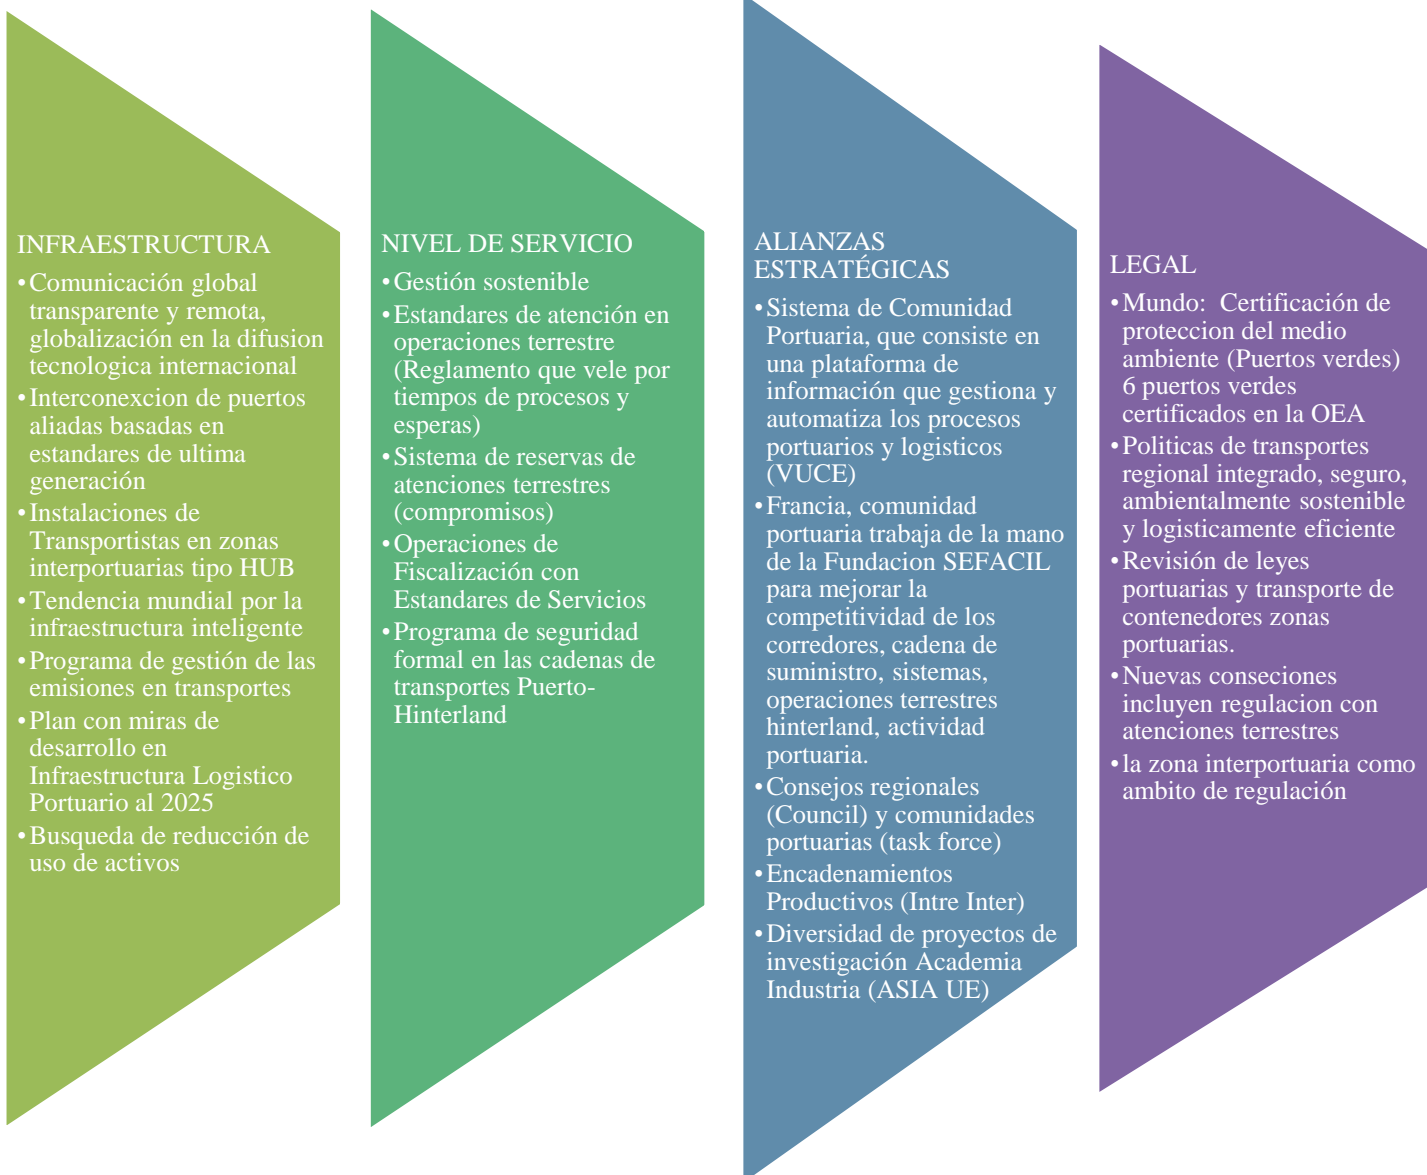 INFRAESTRUCTURA
•Comunicación global
transparente y remota,
globalización en la difusion
tecnologica internacional
•Interconexcion de puertos
aliadas basadas en
estandares de ultima
generación
•Instalaciones de
Transportistas en zonas
interportuarias tipo HUB
•Tendencia mundial por la
infraestructura inteligente
•Programa de gestión de las
emisiones en transportes
•Plan con miras de
desarrollo en
Infraestructura Logistico
Portuario al 2025
•Busqueda de reducción de
uso de activos
NIVEL DE SERVICIO
•Gestión sostenible
•Estandares de atención en
operaciones terrestre
(Reglamento que vele por
tiempos de procesos y
esperas)
•Sistema de reservas de
atenciones terrestres
(compromisos)
•Operaciones de
Fiscalización con
Estandares de Servicios
•Programa de seguridad
formal en las cadenas de
transportes Puerto-
Hinterland
ALIANZAS
ESTRATÉGICAS
•Sistema de Comunidad
Portuaria, que consiste en
una plataforma de
información que gestiona y
automatiza los procesos
portuarios y logisticos
(VUCE)
•Francia, comunidad
portuaria trabaja de la mano
de la Fundacion SEFACIL
para mejorar la
competitividad de los
corredores, cadena de
suministro, sistemas,
operaciones terrestres
hinterland, actividad
portuaria.
•Consejos regionales
(Council) y comunidades
portuarias (task force)
•Encadenamientos
Productivos (Intre Inter)
•Diversidad de proyectos de
investigación Academia
Industria (ASIA UE)
LEGAL
•Mundo:  Certificación de
proteccion del medio
ambiente (Puertos verdes)
6 puertos verdes
certificados en la OEA
•Politicas de transportes
regional integrado, seguro,
ambientalmente sostenible
y logisticamente eficiente
•Revisión de leyes
portuarias y transporte de
contenedores zonas
portuarias.
•Nuevas conseciones
incluyen regulacion con
atenciones terrestres
•la zona interportuaria como
ambito de regulación